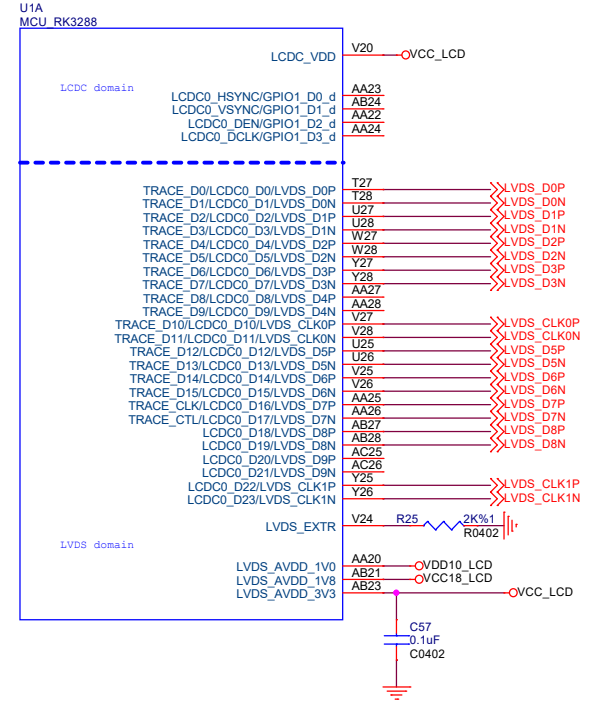 U1A
MCU_RK3288
LCDC_VDD V20 VCC_LCD
LCDC domain
LCDC0_HSYNC/GPIO1_D0_d AA23
LCDC0_VSYNC/GPIO1_D1_d AB24
LCDC0_DEN/GPIO1_D2_d AA22
LCDC0_DCLK/GPIO1_D3_d AA24
TRACE_D0/LCDC0_D0/LVDS_D0P T27 LVDS_D0P
TRACE_D1/LCDC0_D1/LVDS_D0N T28 LVDS_D0N
TRACE_D2/LCDC0_D2/LVDS_D1P U27 LVDS_D1P
TRACE_D3/LCDC0_D3/LVDS_D1N U28 LVDS_D1N
TRACE_D4/LCDC0_D4/LVDS_D2P W27 LVDS_D2P
TRACE_D5/LCDC0_D5/LVDS_D2N W28 LVDS_D2N
TRACE_D6/LCDC0_D6/LVDS_D3P Y27 LVDS_D3P
TRACE_D7/LCDC0_D7/LVDS_D3N Y28 LVDS_D3N
TRACE_D8/LCDC0_D8/LVDS_D4P AA27
TRACE_D9/LCDC0_D9/LVDS_D4N AA28
TRACE_D10/LCDC0_D10/LVDS_CLK0P V27 LVDS_CLK0P
TRACE_D11/LCDC0_D11/LVDS_CLK0N V28 LVDS_CLK0N
TRACE_D12/LCDC0_D12/LVDS_D5P U25 LVDS_D5P
TRACE_D13/LCDC0_D13/LVDS_D5N U26 LVDS_D5N
TRACE_D14/LCDC0_D14/LVDS_D6P V25 LVDS_D6P
TRACE_D15/LCDC0_D15/LVDS_D6N V26 LVDS_D6N
TRACE_CLK/LCDC0_D16/LVDS_D7P AA25 LVDS_D7P
TRACE_CTL/LCDC0_D17/LVDS_D7N AA26 LVDS_D7N
LCDC0_D18/LVDS_D8P AB27 LVDS_D8P
LCDC0_D19/LVDS_D8N AB28 LVDS_D8N
LCDC0_D20/LVDS_D9P AC25
LCDC0_D21/LVDS_D9N AC26
LCDC0_D22/LVDS_CLK1P Y25 LVDS_CLK1P
LCDC0_D23/LVDS_CLK1N Y26 LVDS_CLK1N
LVDS_EXTR V24 R25 2K%1
R0402
LVDS domain
LVDS_AVDD_1V0 AA20 VDD10_LCD
LVDS_AVDD_1V8 AB21 VCC18_LCD
LVDS_AVDD_3V3 AB23 VCC_LCD
C57
0.1uF
C0402